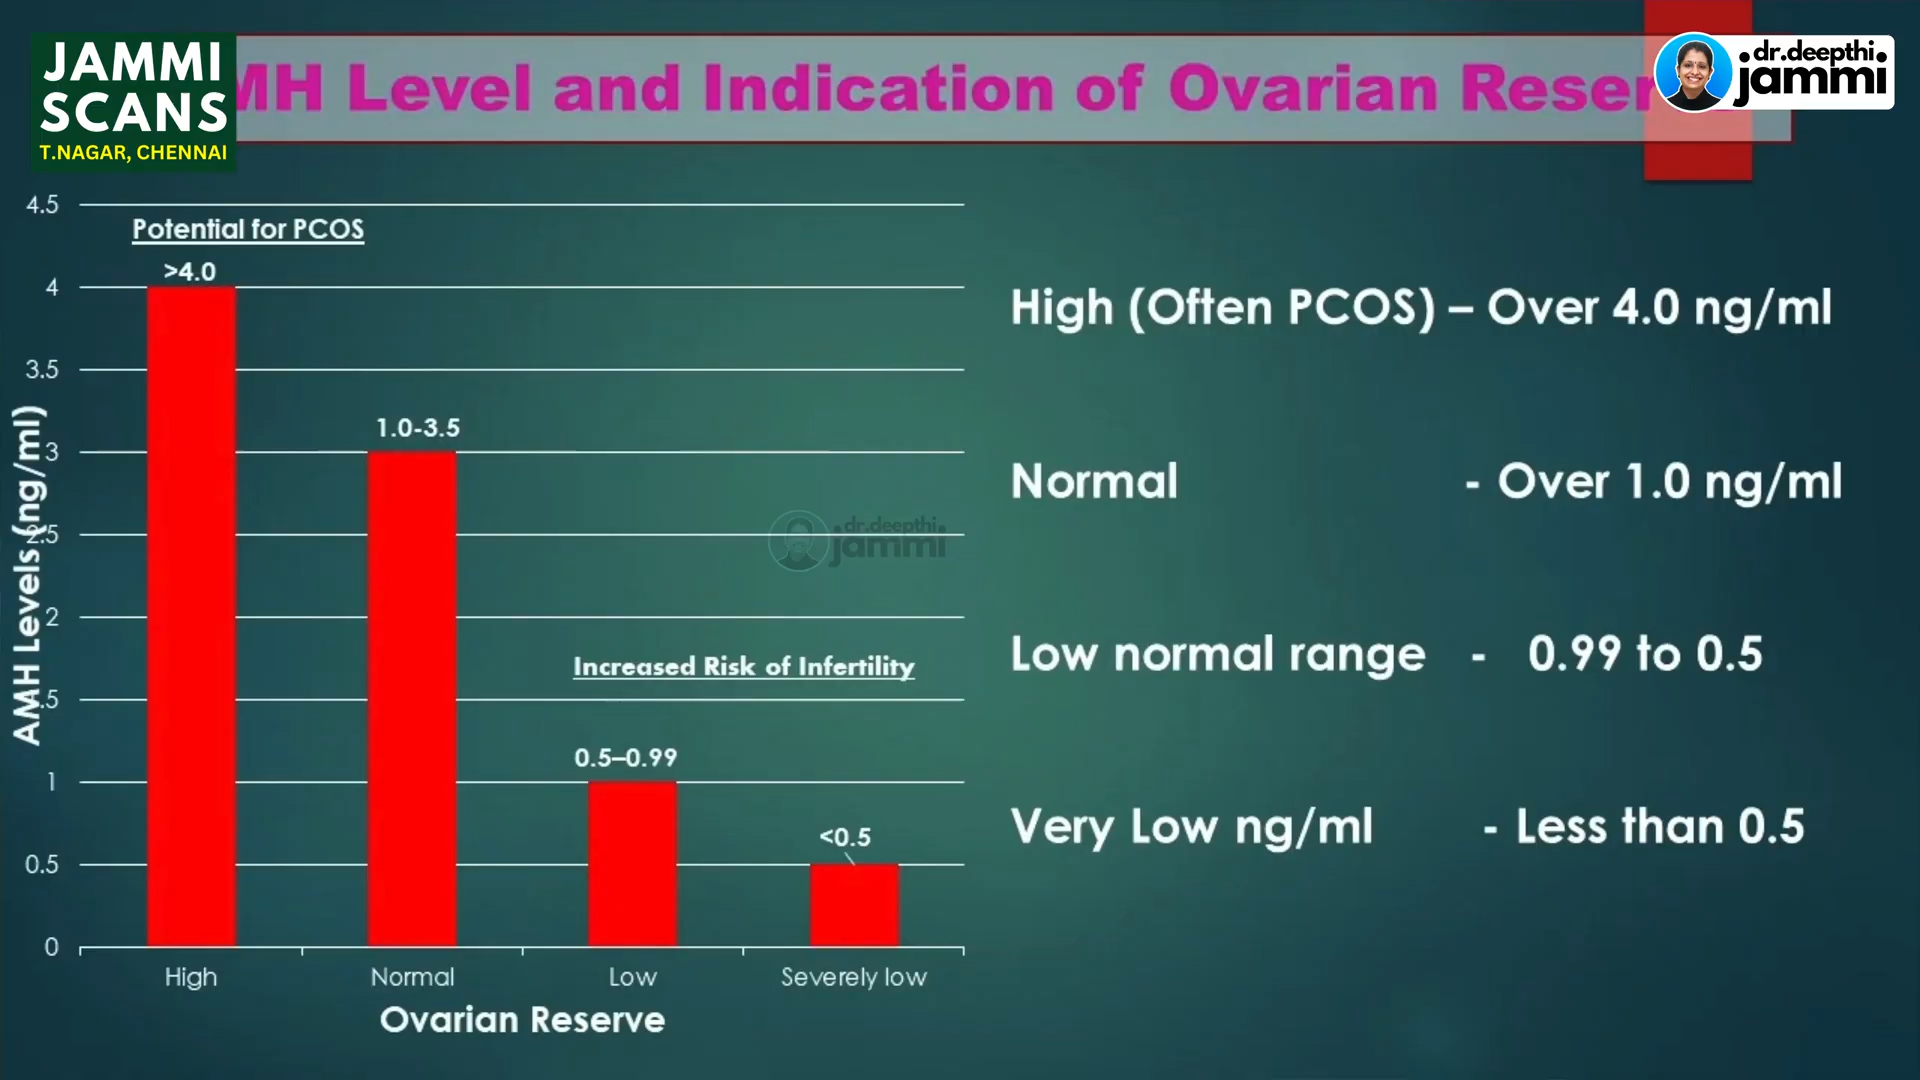 JAMMI
SCANS
T.NAGAR, CHENNAI
MH Level and Indication of Ovarian Reser
dr.deepthi
jammi
4.5
4
3.5
3
2.5
2
.5
1
0.5
0
AMH Levels (ng/ml)
Potential for PCOS
>4.0
1.0-3.5
Increased Risk of Infertility
0.5–0.99
<0.5
High
Normal
Low
Severely low
Ovarian Reserve
dr.deepthi
jammi
High (Often PCOS) – Over 4.0 ng/ml
Normal - Over 1.0 ng/ml
Low normal range - 0.99 to 0.5
Very Low ng/ml - Less than 0.5